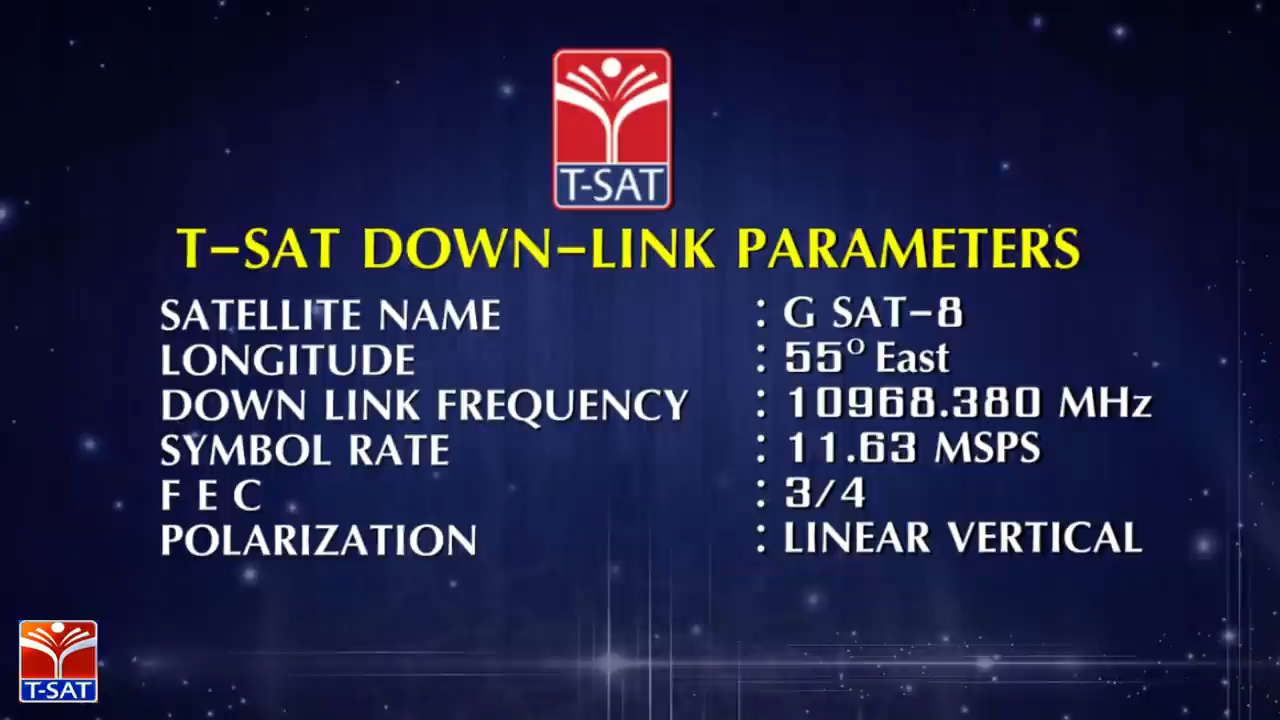 T-SAT
T-SAT DOWN-LINK PARAMETERS
SATELLITE NAME : G SAT-8
LONGITUDE : 55° East
DOWN LINK FREQUENCY : 10968.380 MHz
SYMBOL RATE : 11.63 MSPS
F E C : 3/4
POLARIZATION : LINEAR VERTICAL
T-SAT